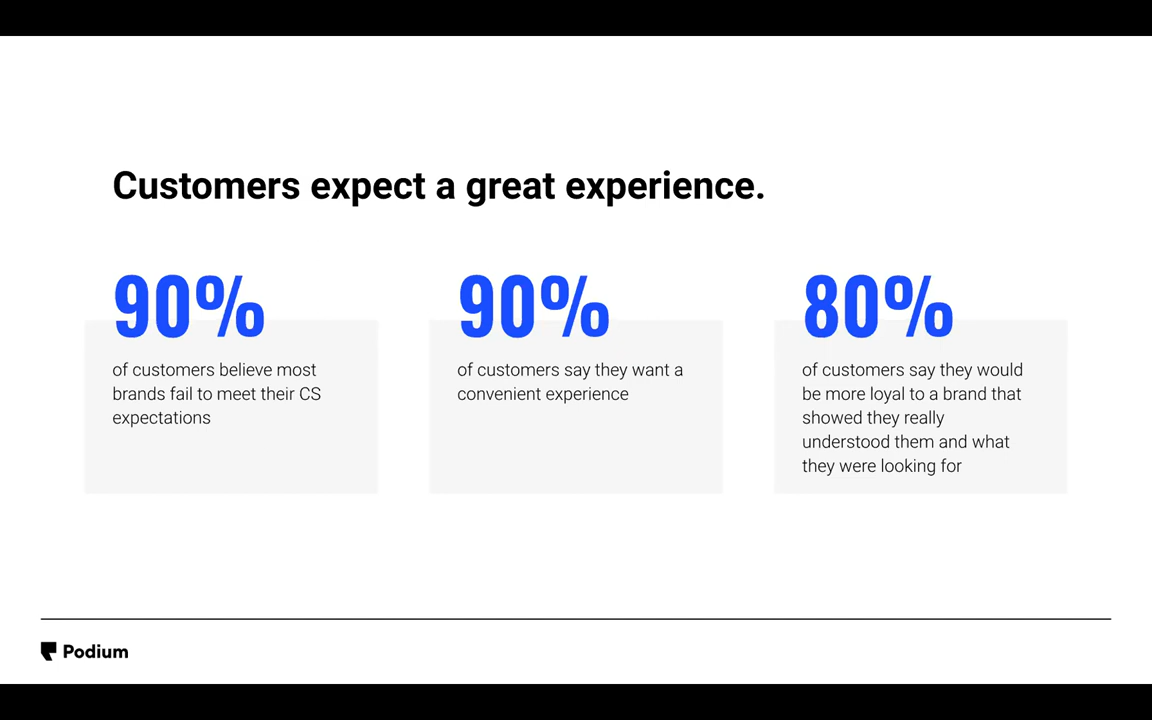 Customers expect a great experience.
90%
of customers believe most
brands fail to meet their CS
expectations
90%
of customers say they want a
convenient experience
80%
of customers say they would
be more loyal to a brand that
showed they really
understood them and what
they were looking for
Podium